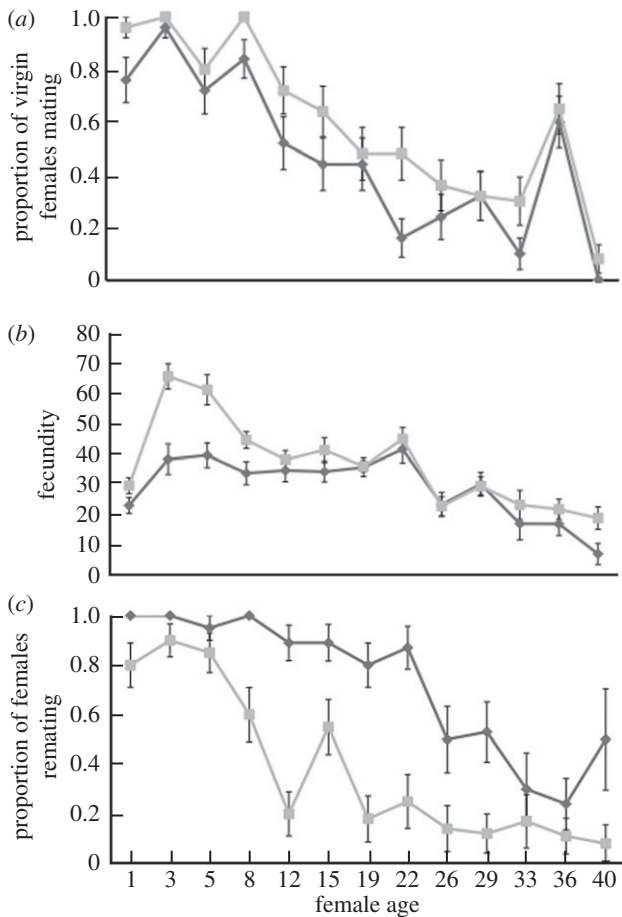 (a)
1.0
0.8
0.6
0.4
0.2
0
proportion of virgin
females mating
(b)
80
70
60
50
40
30
20
10
0
fecundity
(c)
1.0
0.8
0.6
0.4
0.2
0
proportion of females
remating
1 3 5 8 12 15 19 22 26 29 33 36 40
female age